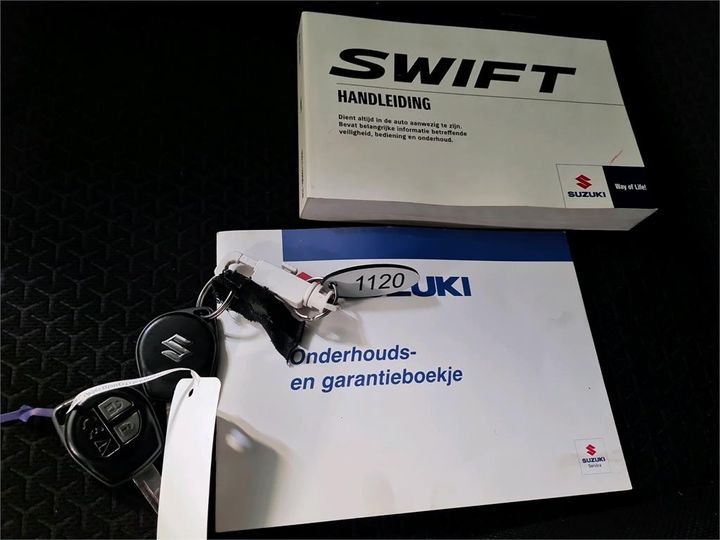 SWIFT
HANDLEIDING
Dient altijd in de auto aanwezig te zijn.
Bevat belangrijke informatie betreffende
veiligheid, bediening en onderhoud.
SUZUKI
Way of Life!
1120
UKI
Onderhouds-
en garantieboekje
SUZUKI
Service